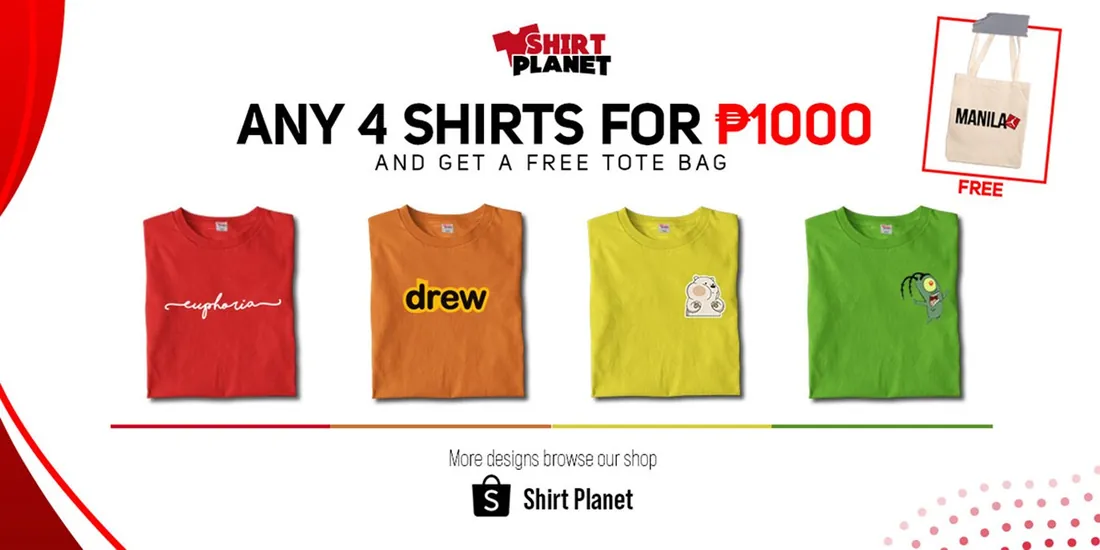 SHIRT
PLANET
ANY 4 SHIRTS FOR ₱1000
AND GET A FREE TOTE BAG
MANILA
FREE
euphoria
drew
More designs browse our shop
S
Shirt Planet